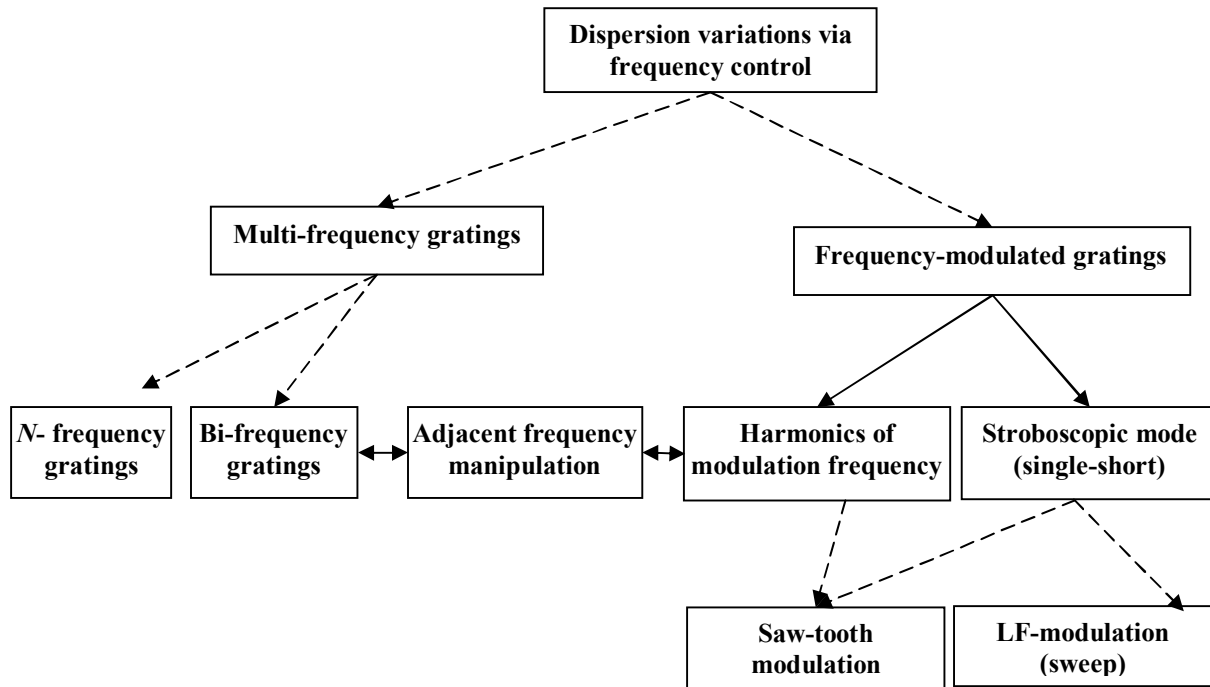 Dispersion variations via
frequency control
Multi-frequency gratings
Frequency-modulated gratings
N- frequency
gratings
Bi-frequency
gratings
Adjacent frequency
manipulation
Harmonics of
modulation frequency
Stroboscopic mode
(single-short)
Saw-tooth
modulation
LF-modulation
(sweep)